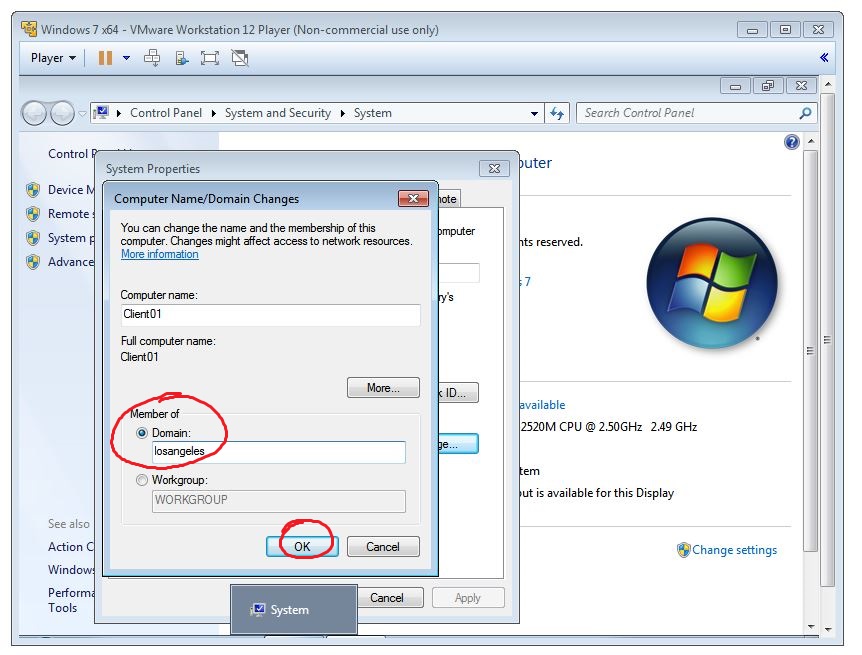 Windows 7 x64 - VMware Workstation 12 Player (Non-commercial use only)
Player
Control Panel System and Security System
Search Control Panel
Control
Device M
Remote s
System p
Advance
System Properties
Computer Name/Domain Changes
You can change the name and the membership of this
computer. Changes might affect access to network resources.
More information
Computer name:
Client01
Full computer name:
Client01
More...
Member of
Domain:
losangeles
Workgroup:
WORKGROUP
OK
Cancel
mote
omputer
ry's
k ID...
ge...
Cancel
Apply
puter
hts reserved.
s 7
available
2520M CPU @ 2.50GHz 2.49 GHz
tem
out is available for this Display
Change settings
See also
Action C
Windows
Performa
Tools
System